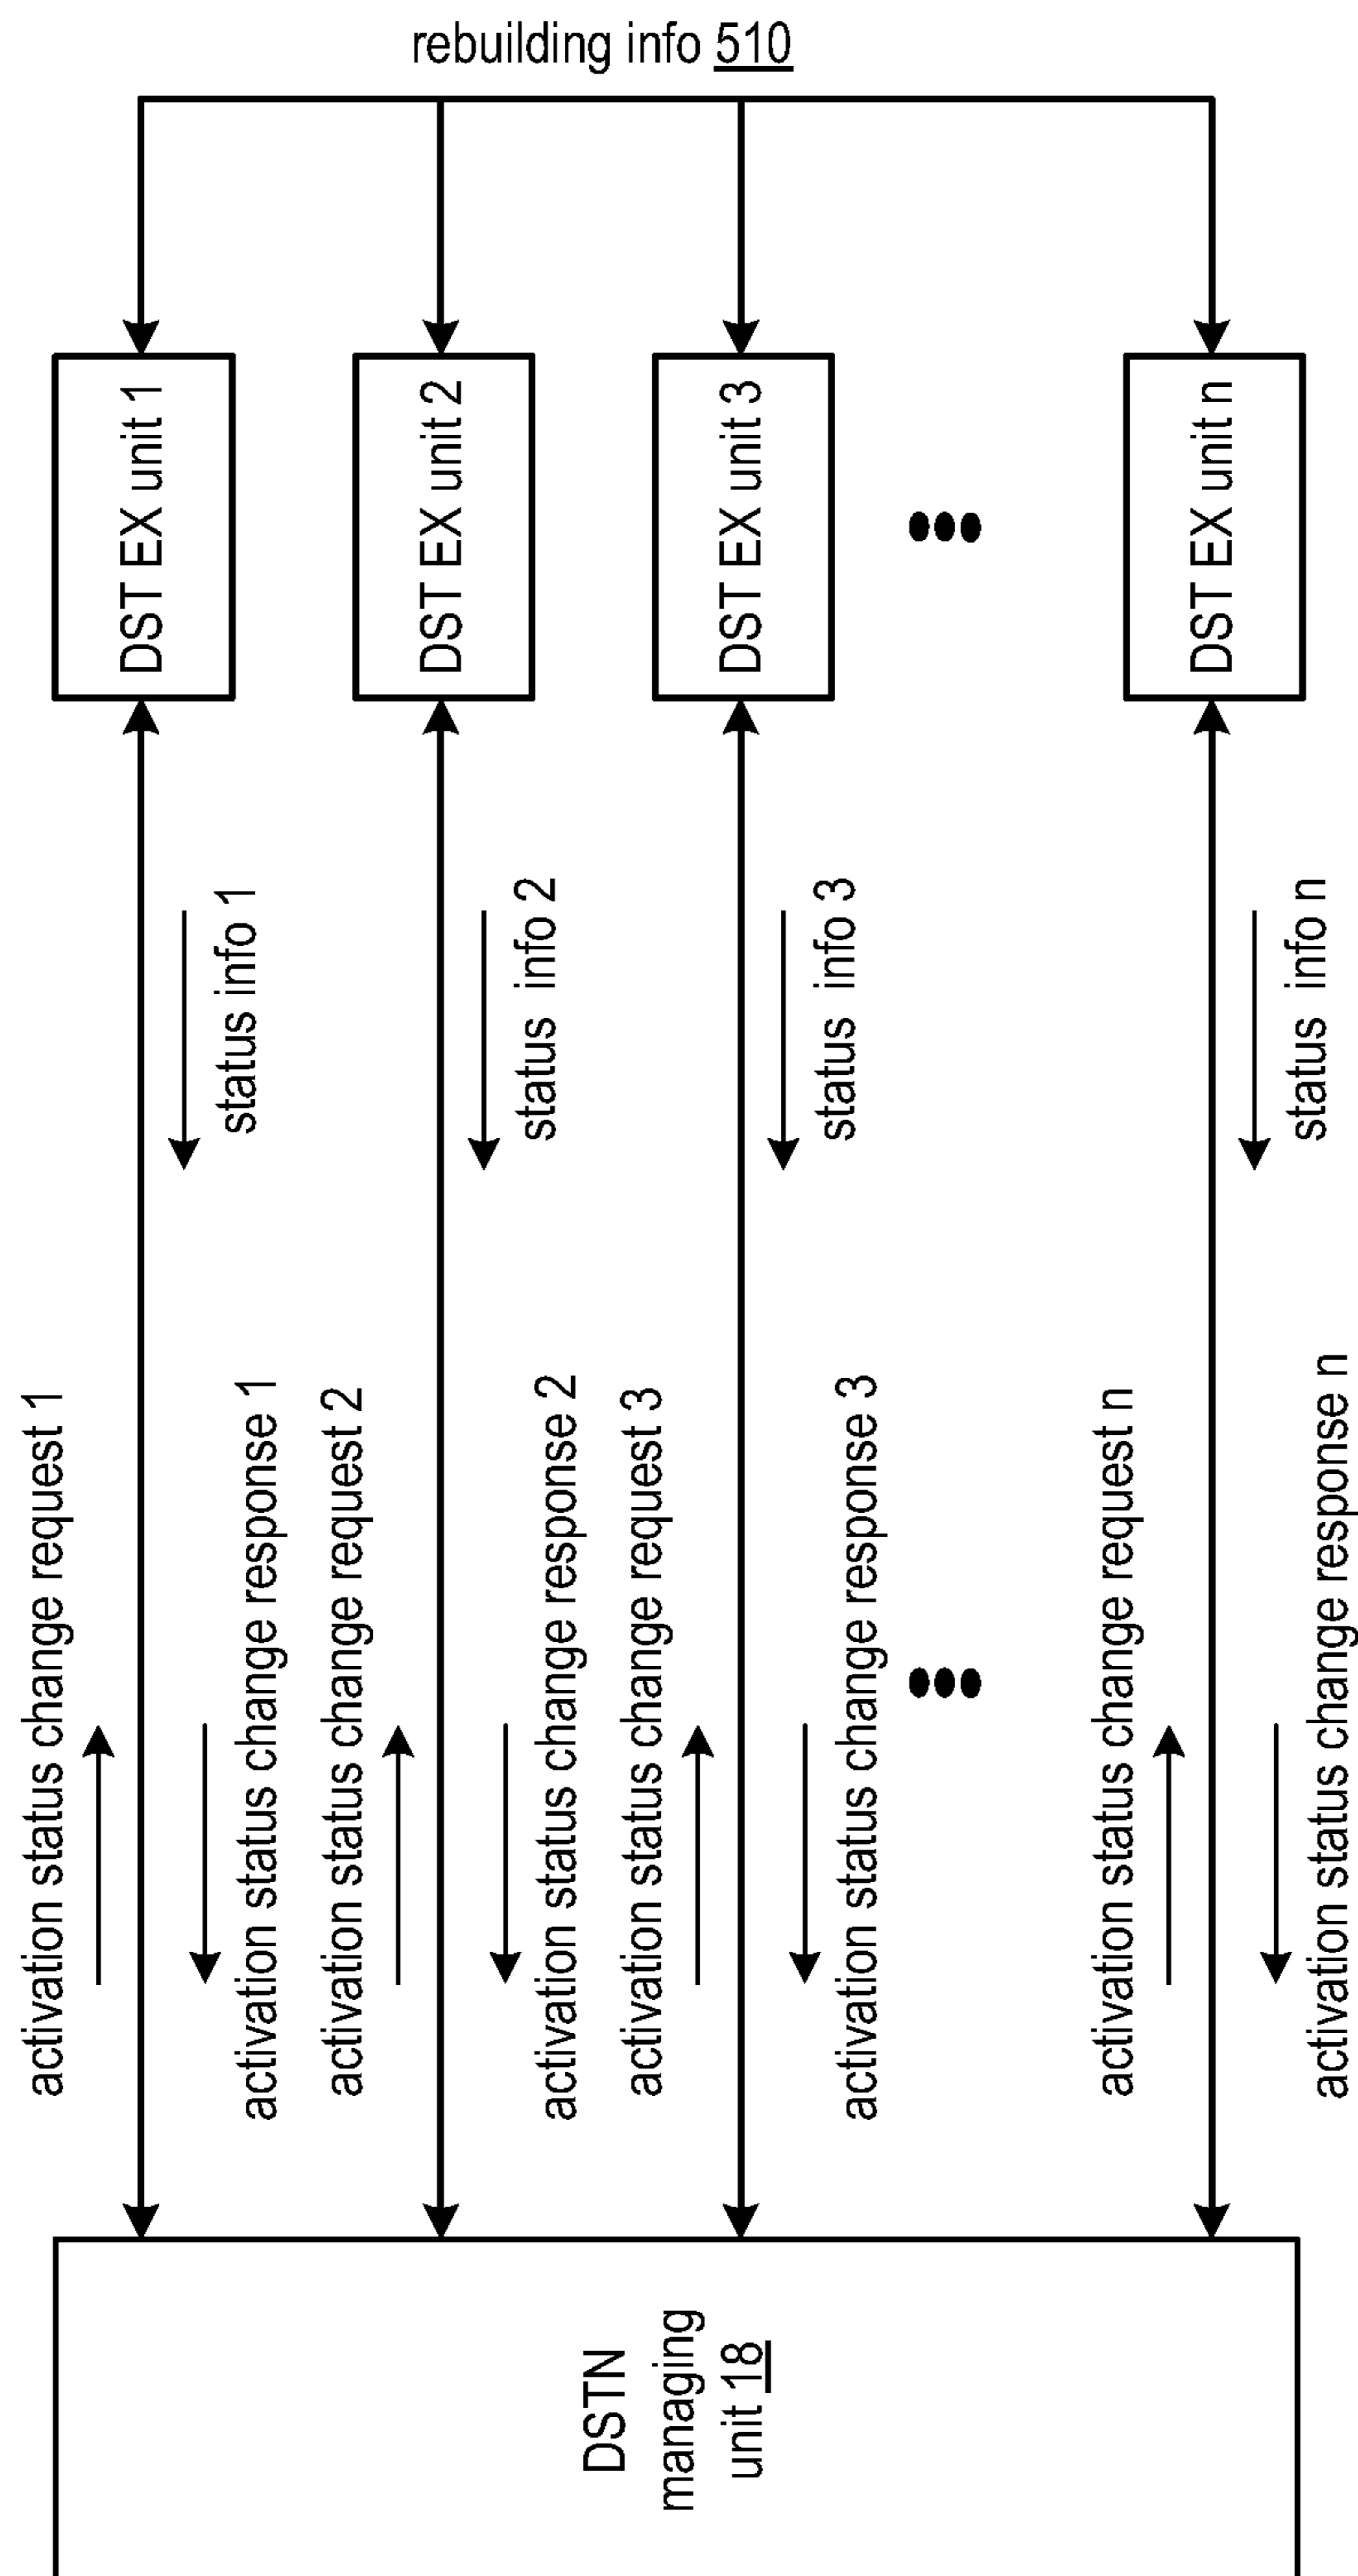 rebuilding info 510
DST EX unit 1
DST EX unit 2
DST EX unit 3
DST EX unit n
status info 1
status info 2
status info 3
status info n
activation status change request 1
activation status change response 1
activation status change request 2
activation status change response 2
activation status change request 3
activation status change response 3
activation status change request n
activation status change response n
DSTN
managing
unit 18